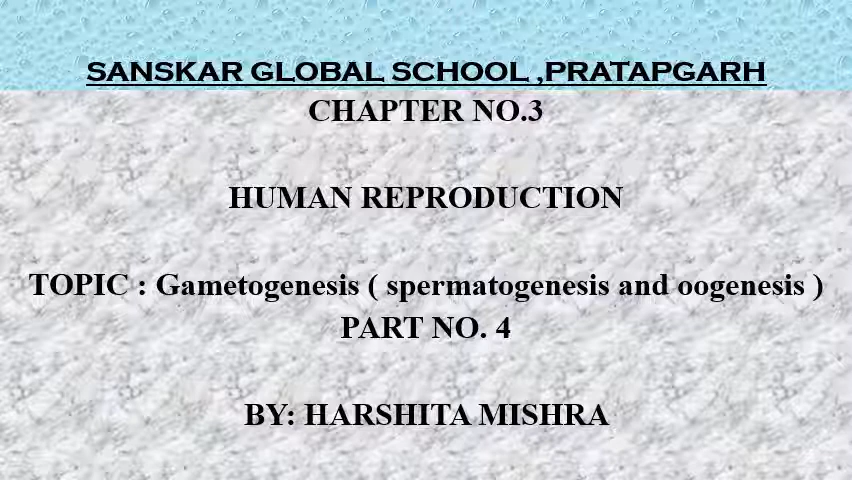 SANSKAR GLOBAL SCHOOL ,PRATAPGARH
CHAPTER NO.3
HUMAN REPRODUCTION
TOPIC : Gametogenesis ( spermatogenesis and oogenesis )
PART NO. 4
BY: HARSHITA MISHRA